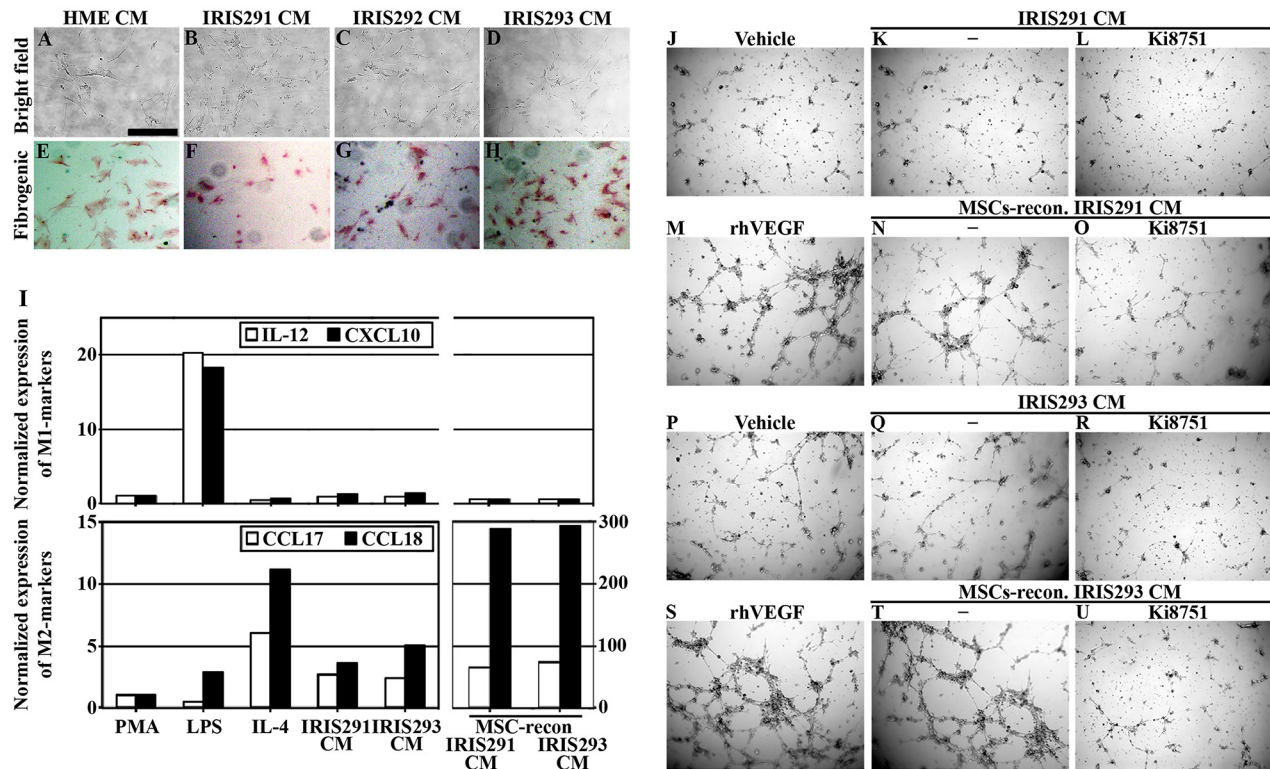 HME CM IRIS291 CM IRIS292 CM IRIS293 CM
Bright field
A B C D
Fibrogenic
E F G H
I
Normalized expression
of M1-markers
IL-12 CXCL10
20
10
0
Normalized expression
of M2-markers
CCL17 CCL18
15
10
5
0
300
200
100
0
PMA LPS IL-4 IRIS291 IRIS293
CM CM
MSC-recon
IRIS291 IRIS293
CM CM
IRIS291 CM
J Vehicle K – L Ki8751
MSCs-recon. IRIS291 CM
M rhVEGF N – O Ki8751
IRIS293 CM
P Vehicle Q – R Ki8751
MSCs-recon. IRIS293 CM
S rhVEGF T – U Ki8751